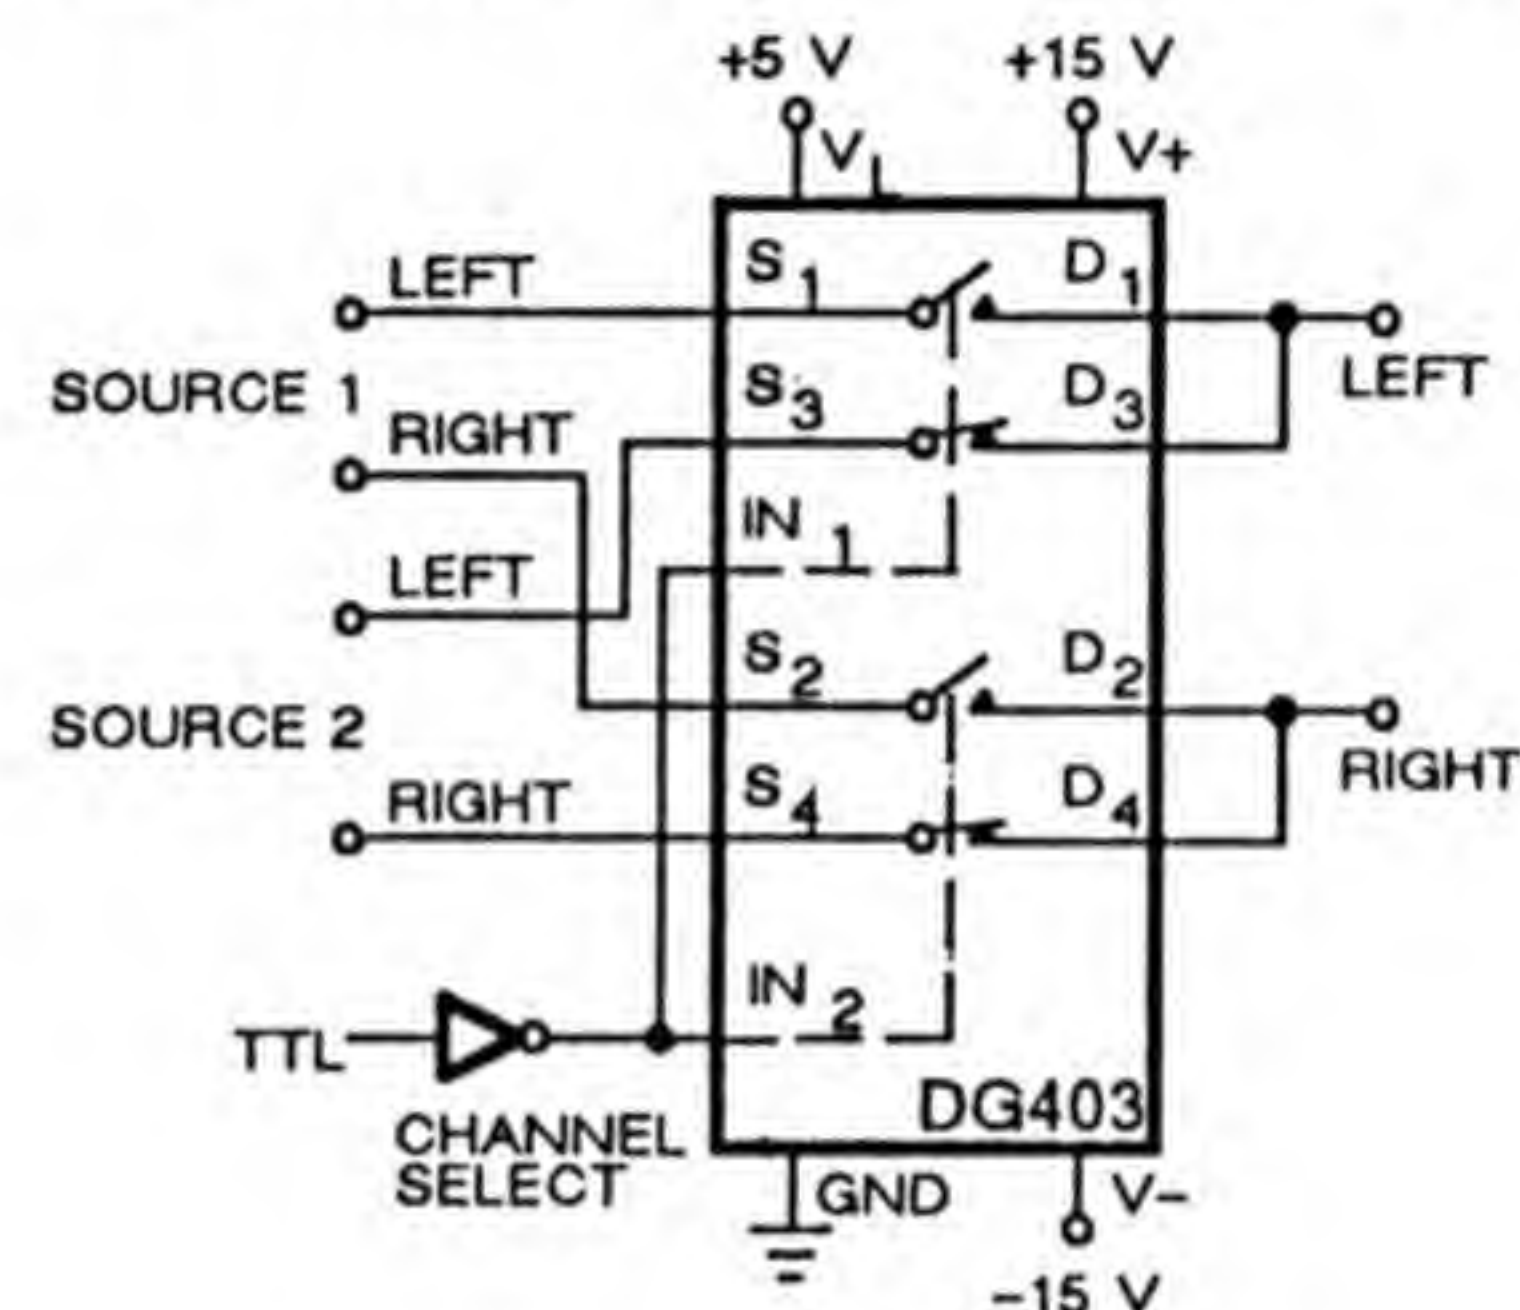 +5 V
+15 V
VL
V+
LEFT
S1
D1
SOURCE 1
S3
D3
LEFT
RIGHT
IN1
LEFT
S2
D2
SOURCE 2
RIGHT
RIGHT
S4
D4
IN2
TTL
CHANNEL
SELECT
DG403
GND
V-
-15 V